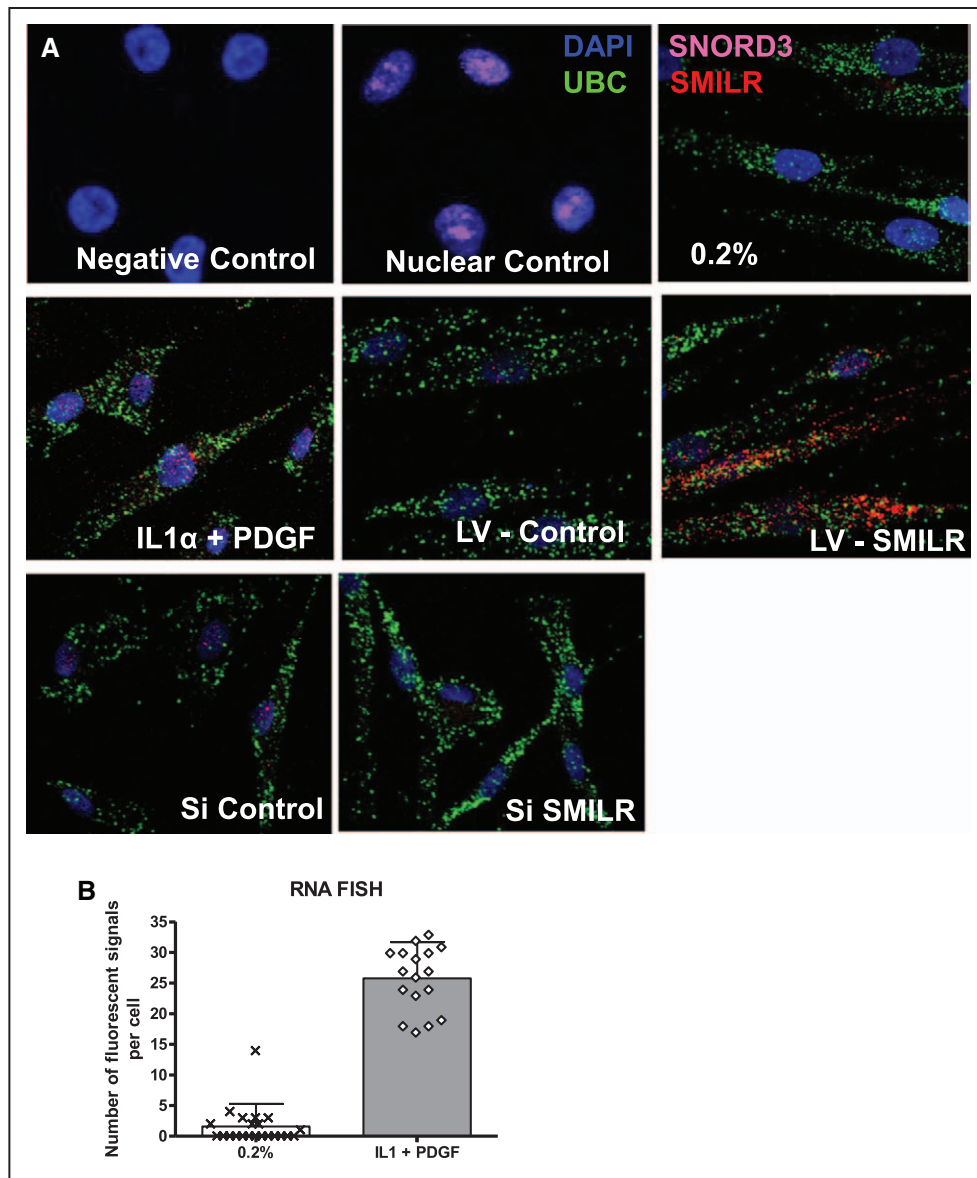 A
DAPI
SNORD3
UBC
SMILR
Negative Control
Nuclear Control
0.2%
IL1α + PDGF
LV - Control
LV - SMILR
Si Control
Si SMILR
B
RNA FISH
Number of fluorescent signals
per cell
35
30
25
20
15
10
5
0
0.2%
IL1 + PDGF